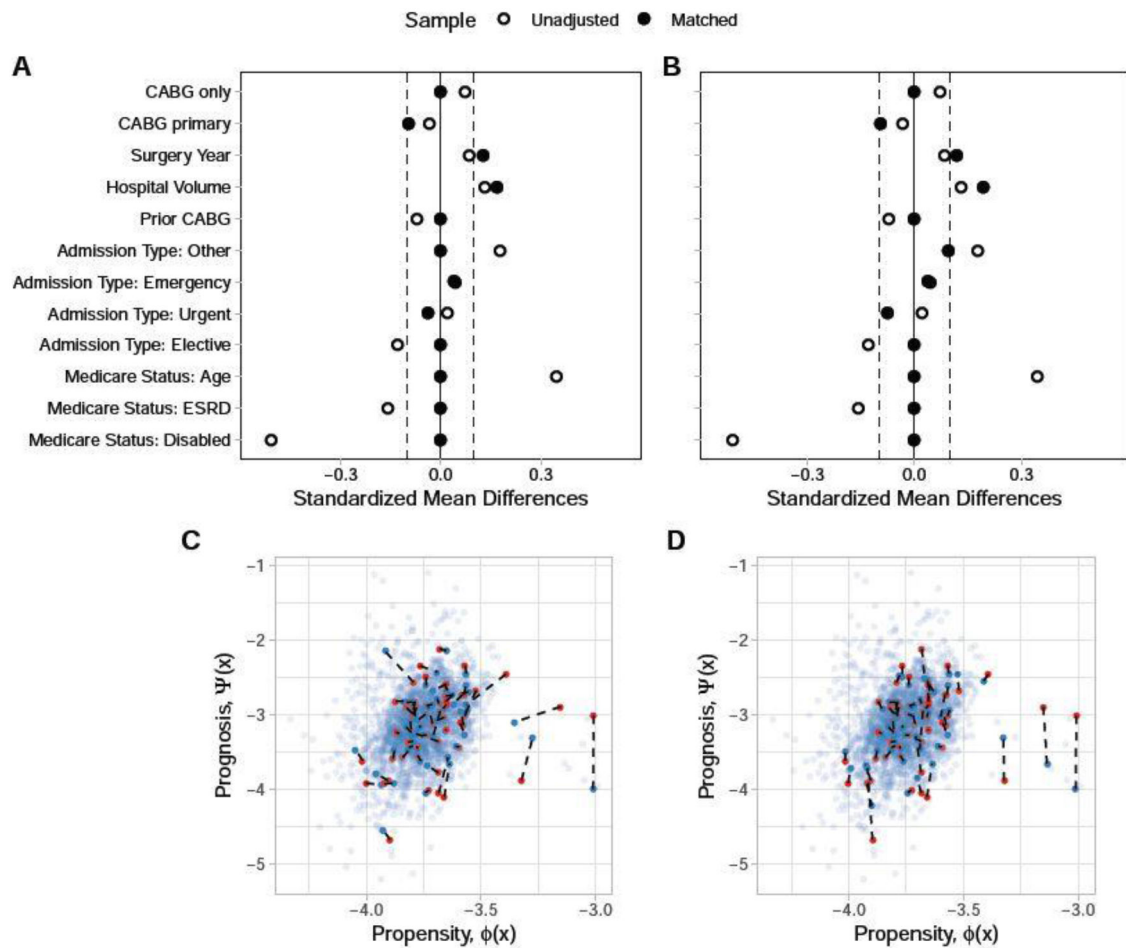 Sample Unadjusted Matched
A
B
CABG only
CABG primary
Surgery Year
Hospital Volume
Prior CABG
Admission Type: Other
Admission Type: Emergency
Admission Type: Urgent
Admission Type: Elective
Medicare Status: Age
Medicare Status: ESRD
Medicare Status: Disabled
−0.3 0.0 0.3
Standardized Mean Differences
−0.3 0.0 0.3
Standardized Mean Differences
C
−1
−2
−3
−4
−5
Prognosis, Ψ(x)
−4.0 −3.5 −3.0
Propensity, ϕ(x)
D
−1
−2
−3
−4
−5
Prognosis, Ψ(x)
−4.0 −3.5 −3.0
Propensity, ϕ(x)